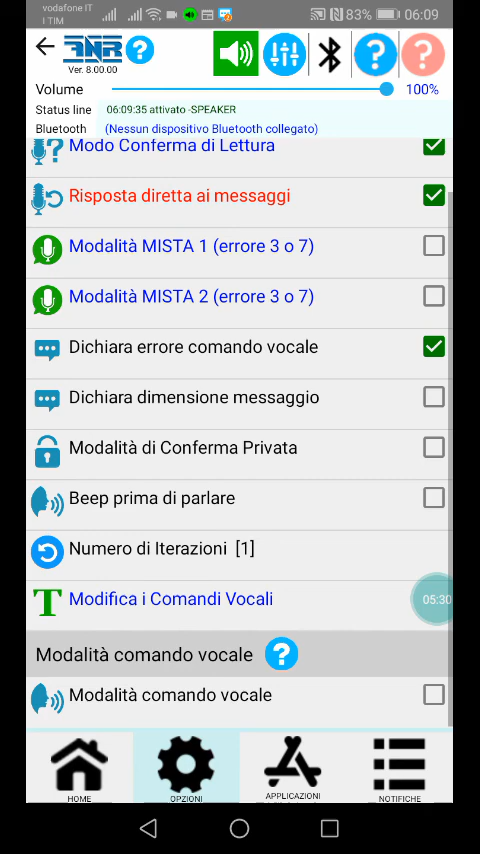 vodafone IT
| TIM
83% 06:09
BNR
Ver. 8.00.00
Volume 100%
Status line 06:09:35 attivato -SPEAKER
Bluetooth (Nessun dispositivo Bluetooth collegato)
Modo Conferma di Lettura
Risposta diretta ai messaggi
Modalità MISTA 1 (errore 3 o 7)
Modalità MISTA 2 (errore 3 o 7)
Dichiara errore comando vocale
Dichiara dimensione messaggio
Modalità di Conferma Privata
Beep prima di parlare
Numero di Iterazioni [1]
Modifica i Comandi Vocali
05:30
Modalità comando vocale
Modalità comando vocale
HOME OPZIONI APPLICAZIONI NOTIFICHE